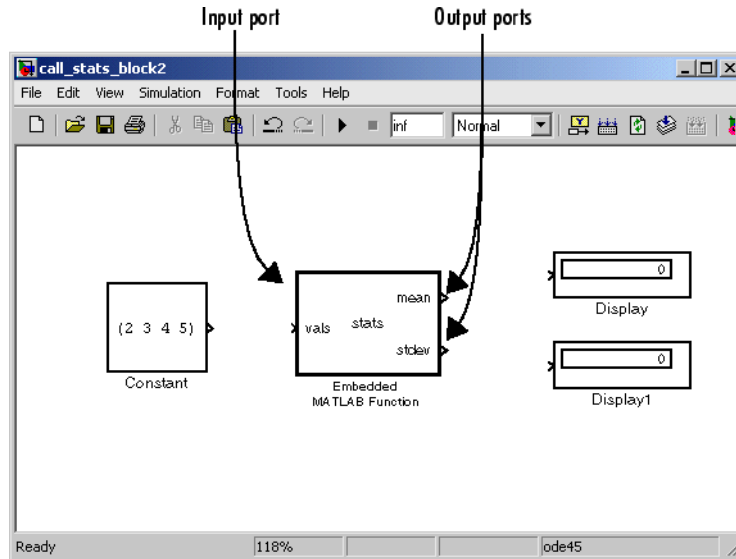 Input port
Output ports
call_stats_block2
File Edit View Simulation Format Tools Help
inf Normal
(2 3 4 5)
Constant
vals stats mean
stdev
Embedded
MATLAB Function
0
Display
0
Display1
Ready 118% ode45